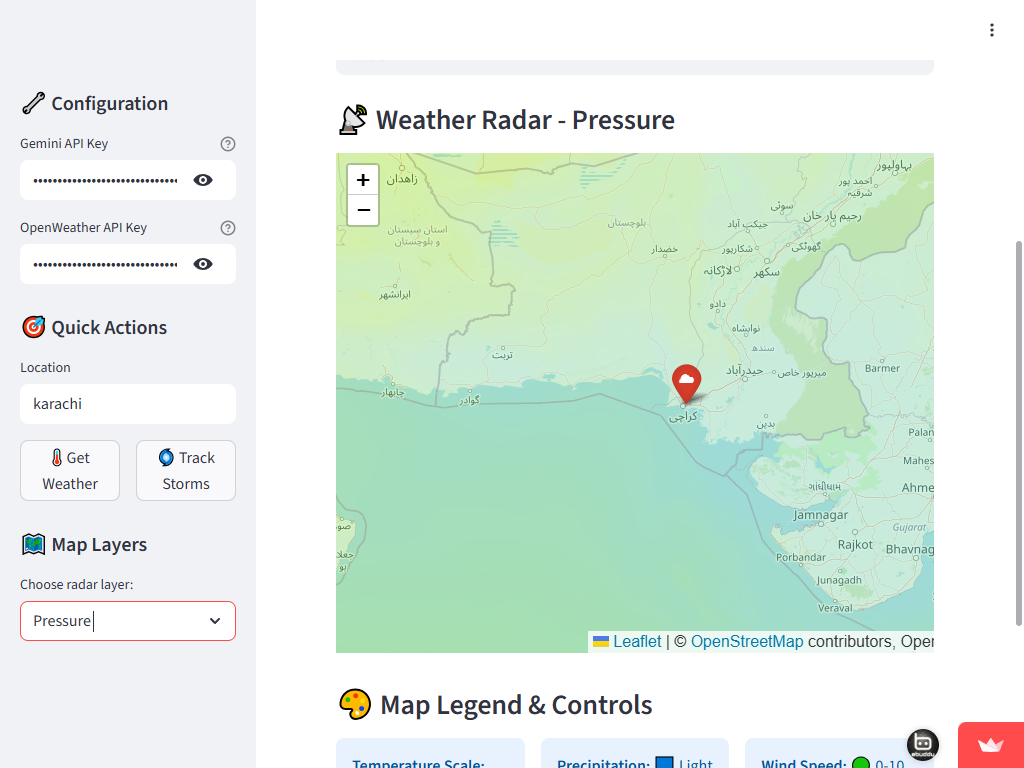 Configuration
Gemini API Key
OpenWeather API Key
Quick Actions
Location
karachi
Get Weather
Track Storms
Map Layers
Choose radar layer:
Pressure
Weather Radar - Pressure
+
−
زاهدان
استان سیستان
و بلوچستان
ایرانشهر
چابهار
گوادر
تربت
بلوچستان
خضدار
بہاولپور
احمد پور
شرقیہ
رحیم یار خان
سوئی
جیکب آباد
شکارپور
گھوٹکی
لاڑکانہ
سکھر
دادو
نوابشاہ
سندھ
حیدرآباد
میرپور خاص
کراچی
بدین
Barmer
Palan
Mahes
Ahme
ગાંધીધામ
Jamnagar
Gujarat
Rajkot
Bhavnag
Porbandar
Junagadh
Veraval
Leaflet | © OpenStreetMap contributors, Oper
Map Legend & Controls
Temperature Scale:
Precipitation: Light
Wind Speed: 0-10